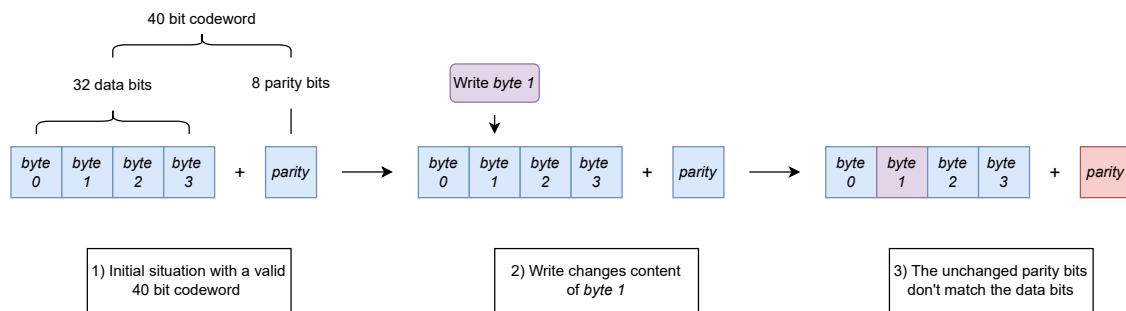 40 bit codeword
32 data bits
8 parity bits
Write byte 1
byte
0
byte
1
byte
2
byte
3
+
parity
byte
0
byte
1
byte
2
byte
3
+
parity
byte
0
byte
1
byte
2
byte
3
+
parity
1) Initial situation with a valid
40 bit codeword
2) Write changes content
of byte 1
3) The unchanged parity bits
don't match the data bits